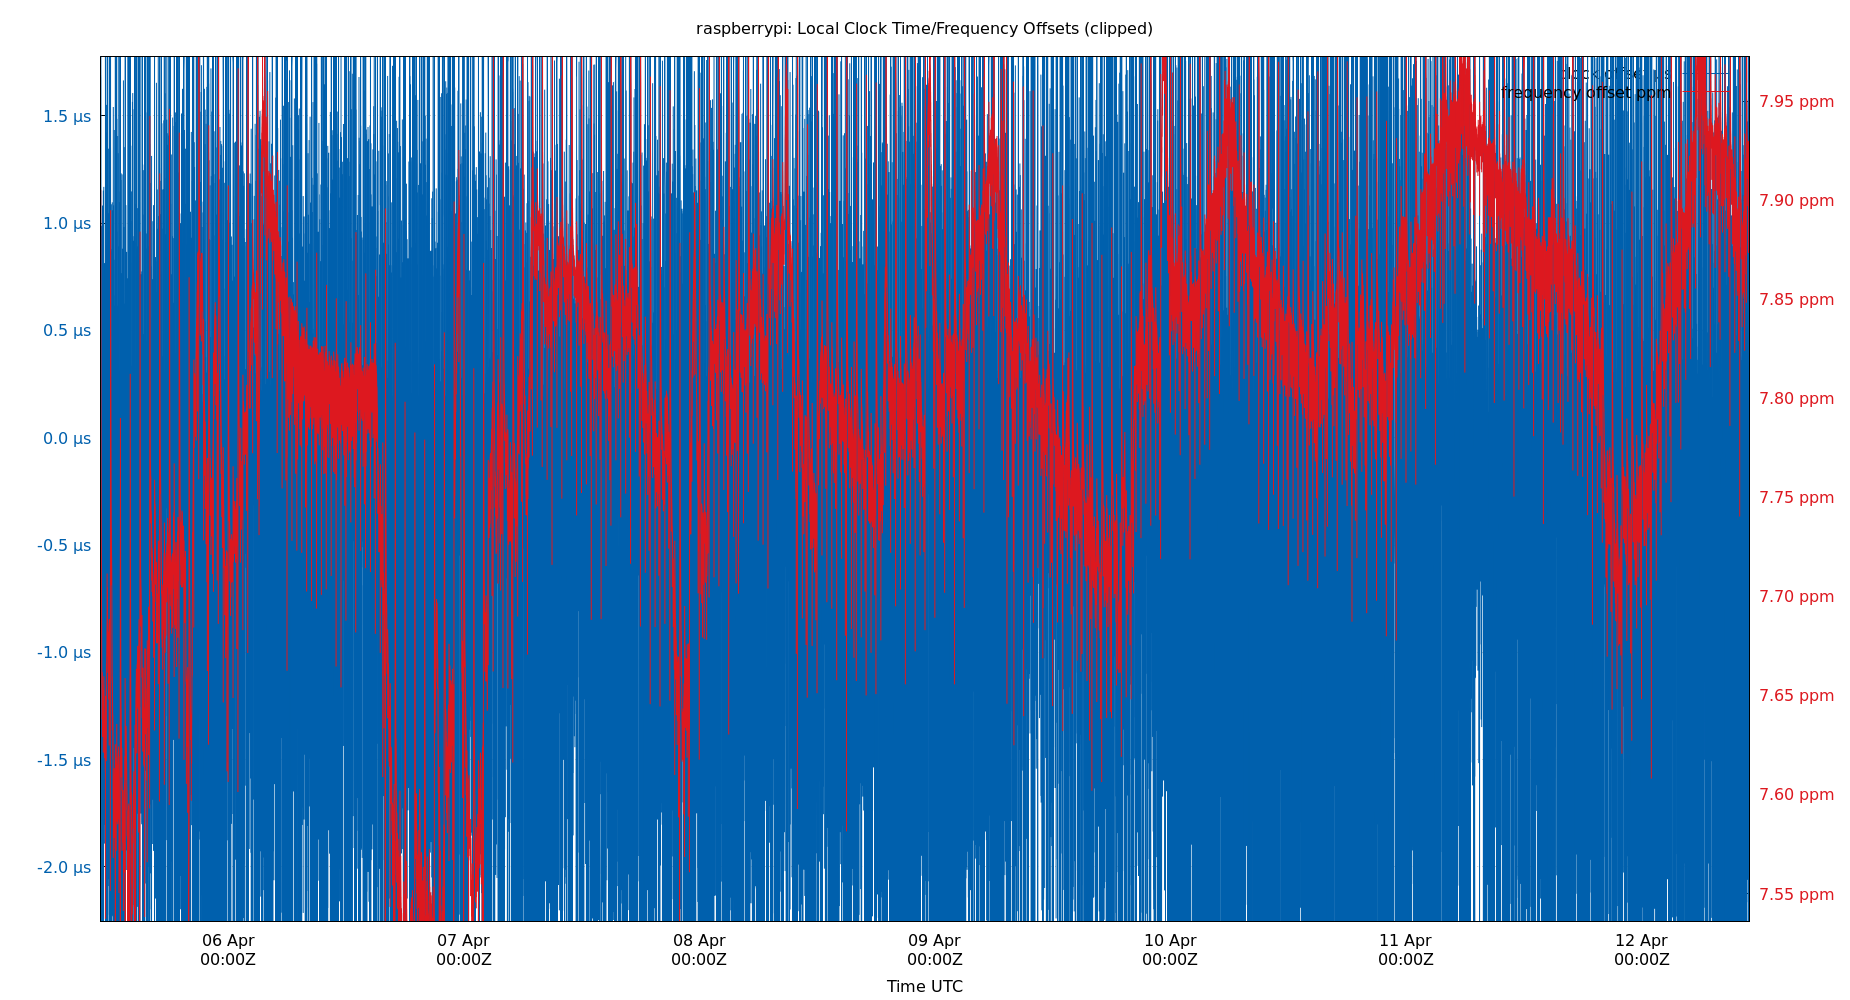 raspberrypi: Local Clock Time/Frequency Offsets (clipped)
frequency offset ppm
1.5 μs
1.0 μs
0.5 μs
0.0 μs
-0.5 μs
-1.0 μs
-1.5 μs
-2.0 μs
7.95 ppm
7.90 ppm
7.85 ppm
7.80 ppm
7.75 ppm
7.70 ppm
7.65 ppm
7.60 ppm
7.55 ppm
06 Apr
00:00Z
07 Apr
00:00Z
08 Apr
00:00Z
09 Apr
00:00Z
10 Apr
00:00Z
11 Apr
00:00Z
12 Apr
00:00Z
Time UTC